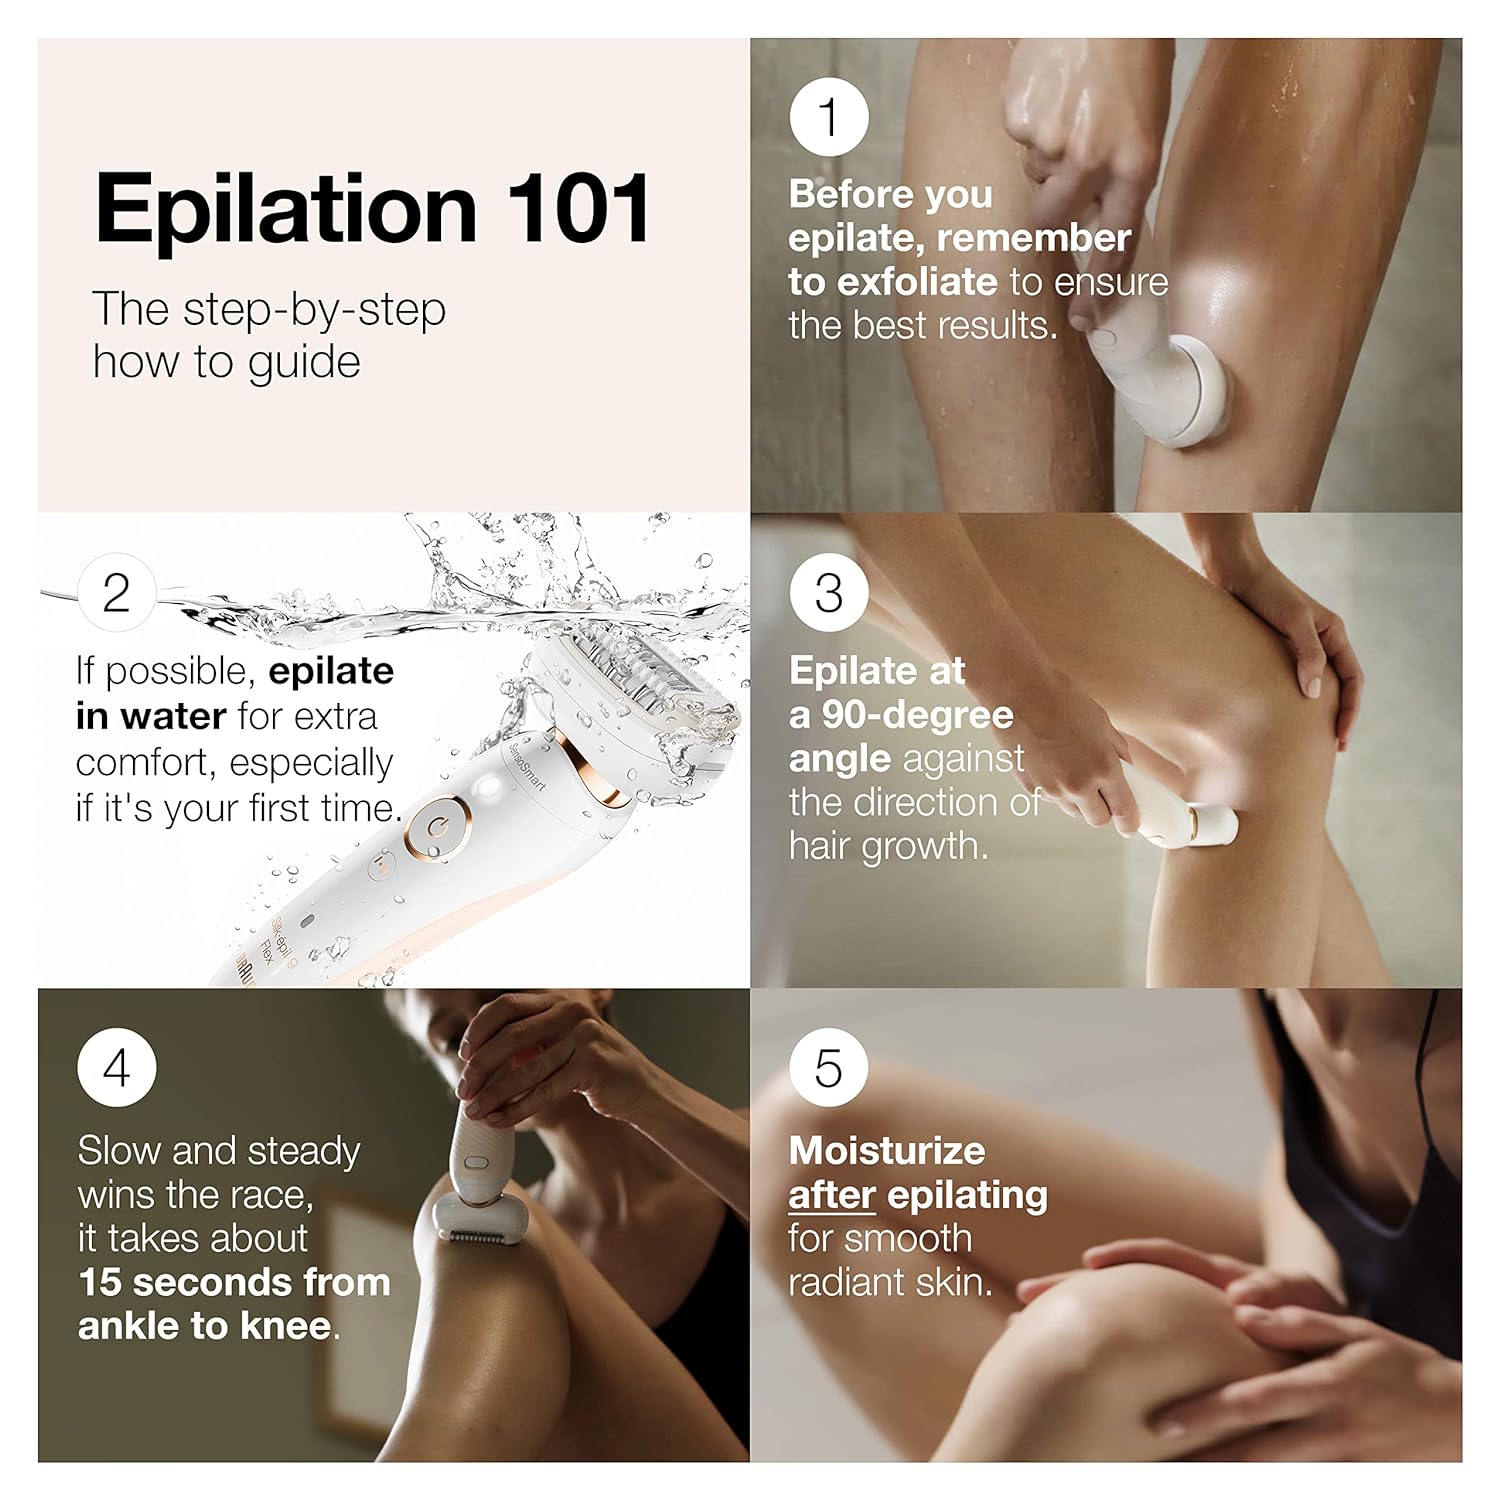 Epilation 101
The step-by-step
how to guide
1
Before you
epilate, remember
to exfoliate to ensure
the best results.
2
If possible, epilate
in water for extra
comfort, especially
if it's your first time.
SensoSmart
Silk·épil 9
Flex
BRAUN
3
Epilate at
a 90-degree
angle against
the direction of
hair growth.
4
Slow and steady
wins the race,
it takes about
15 seconds from
ankle to knee.
5
Moisturize
after epilating
for smooth
radiant skin.